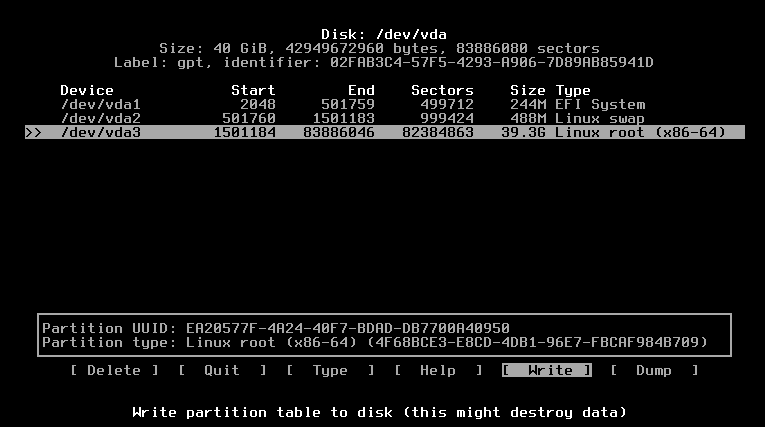 Disk: /dev/vda
Size: 40 GiB, 42949672960 bytes, 83886080 sectors
Label: gpt, identifier: 02FAB3C4-57F5-4293-A906-7D89AB85941D
Device Start End Sectors Size Type
/dev/vda1 2048 501759 499712 244M EFI System
/dev/vda2 501760 1501183 999424 488M Linux swap
>> /dev/vda3 1501184 83886046 82384863 39.3G Linux root (x86-64)
Partition UUID: EA20577F-4A24-40F7-BDAD-DB7700A40950
Partition type: Linux root (x86-64) (4F68BCE3-E8CD-4DB1-96E7-FBCAF984B709)
[ Delete ] [ Quit ] [ Type ] [ Help ] [ Write ] [ Dump ]
Write partition table to disk (this might destroy data)